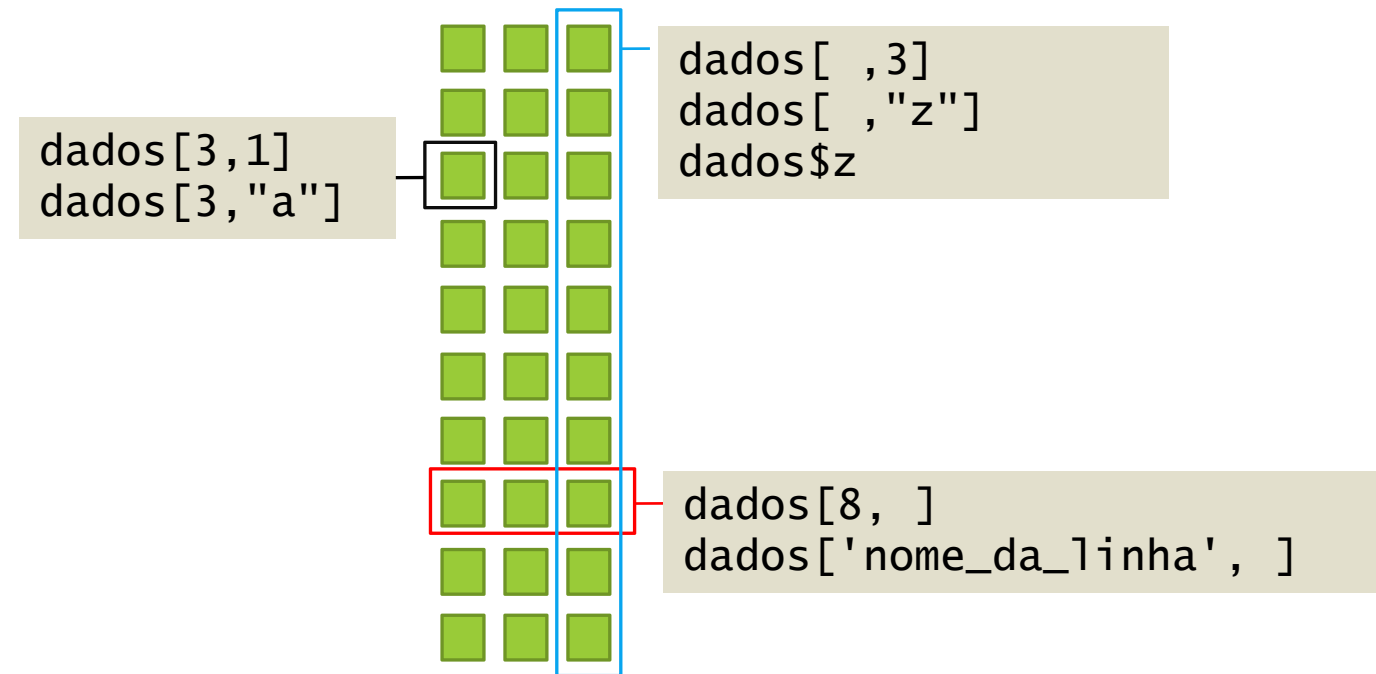 dados[ ,3]
dados[ ,"z"]
dados$z
dados[3,1]
dados[3,"a"]
dados[8, ]
dados['nome_da_linha', ]